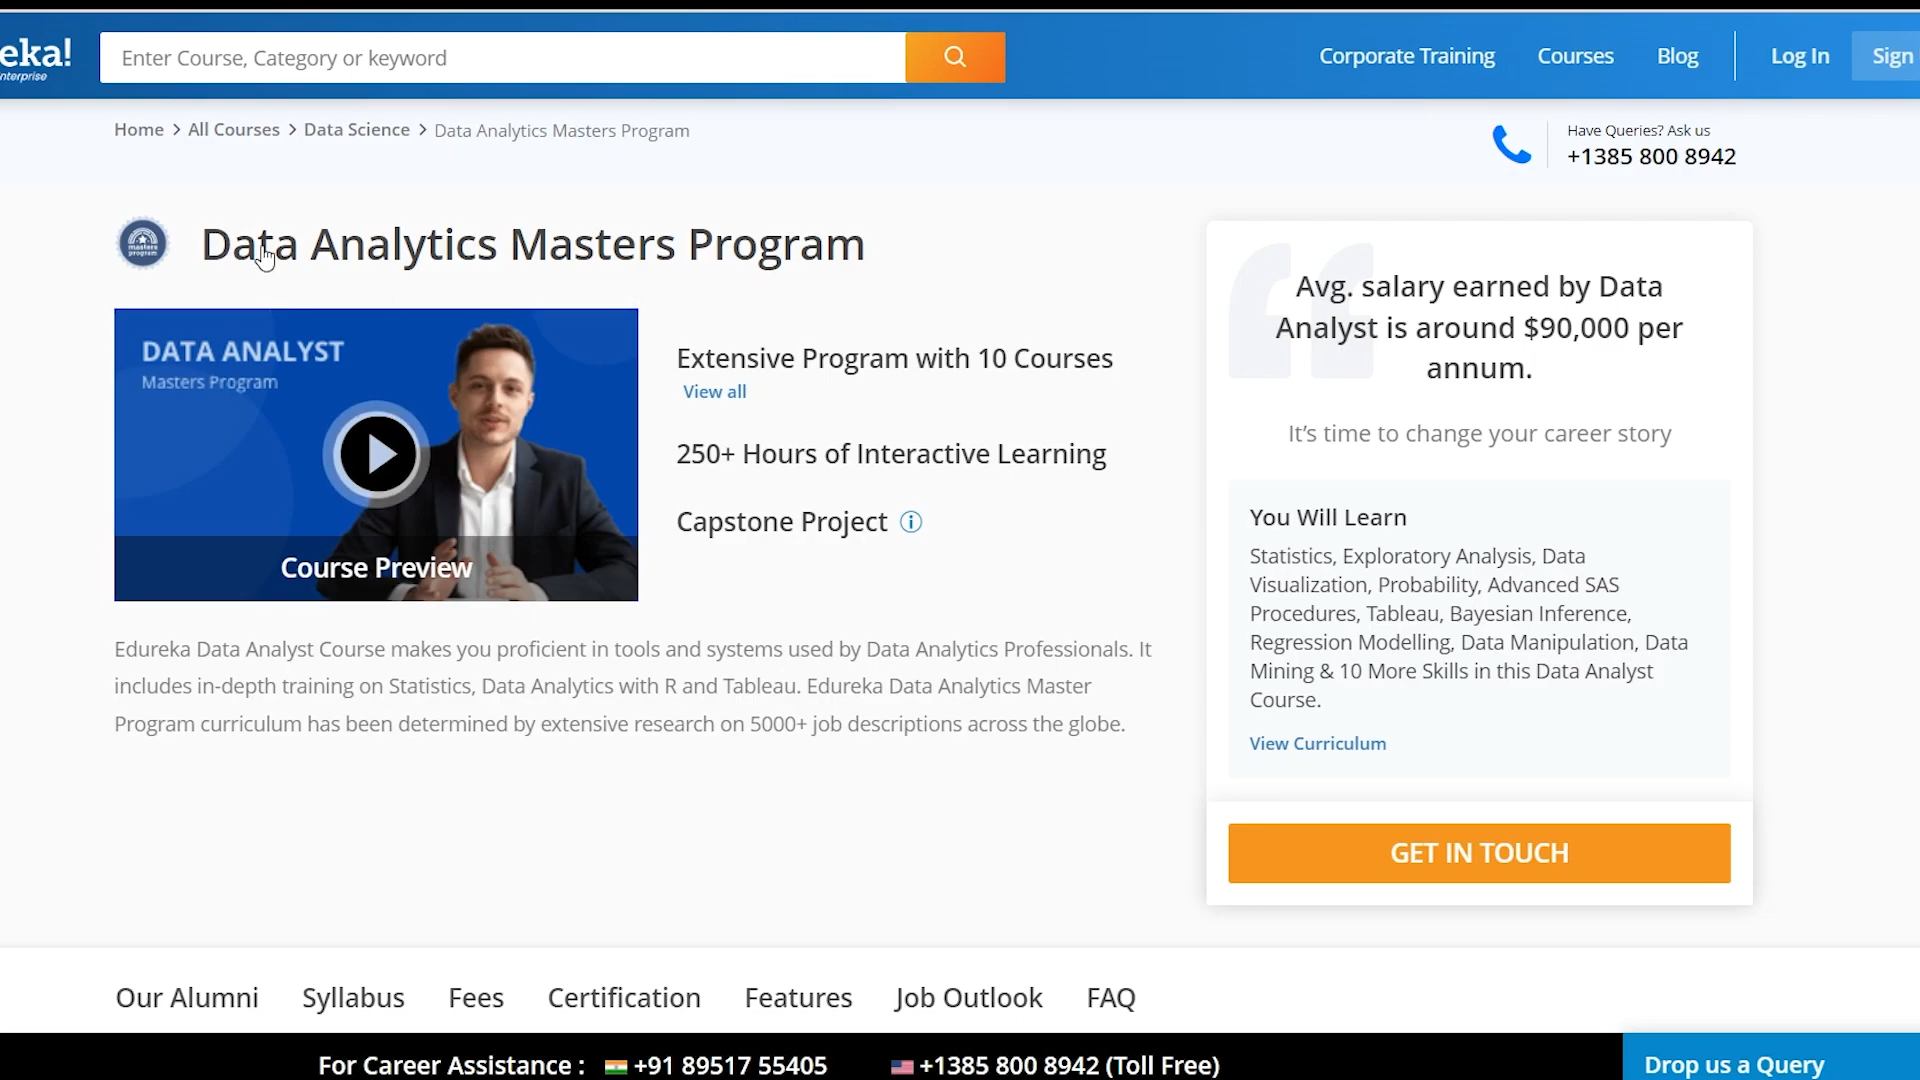 eka!
nterprise
Enter Course, Category or keyword
Corporate Training
Courses
Blog
Log In
Sign
Home > All Courses > Data Science > Data Analytics Masters Program
Have Queries? Ask us
+1385 800 8942
masters
program
Data Analytics Masters Program
DATA ANALYST
Masters Program
Course Preview
Extensive Program with 10 Courses
View all
250+ Hours of Interactive Learning
Capstone Project
Edureka Data Analyst Course makes you proficient in tools and systems used by Data Analytics Professionals. It
includes in-depth training on Statistics, Data Analytics with R and Tableau. Edureka Data Analytics Master
Program curriculum has been determined by extensive research on 5000+ job descriptions across the globe.
Avg. salary earned by Data
Analyst is around $90,000 per
annum.
It’s time to change your career story
You Will Learn
Statistics, Exploratory Analysis, Data
Visualization, Probability, Advanced SAS
Procedures, Tableau, Bayesian Inference,
Regression Modelling, Data Manipulation, Data
Mining & 10 More Skills in this Data Analyst
Course.
View Curriculum
GET IN TOUCH
Our Alumni
Syllabus
Fees
Certification
Features
Job Outlook
FAQ
For Career Assistance : +91 89517 55405 +1385 800 8942 (Toll Free)
Drop us a Query